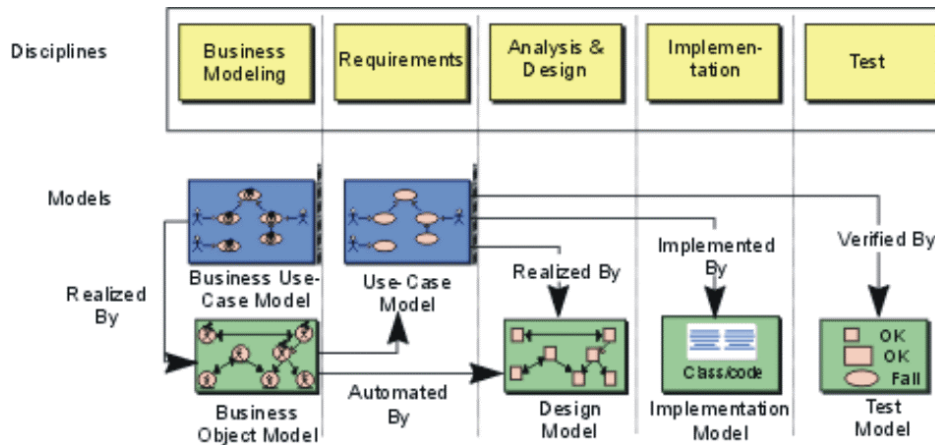 Disciplines
Business
Modeling
Requirements
Analysis &
Design
Implemen-
tation
Test
Models
Business Use-
Case Model
Use- Case
Model
Realized
By
Realized By
Implemented
By
Verified By
Automated
By
Class/code
OK
OK
Fail
Business
Object Model
Design Model
Implementation Model
Test
Model